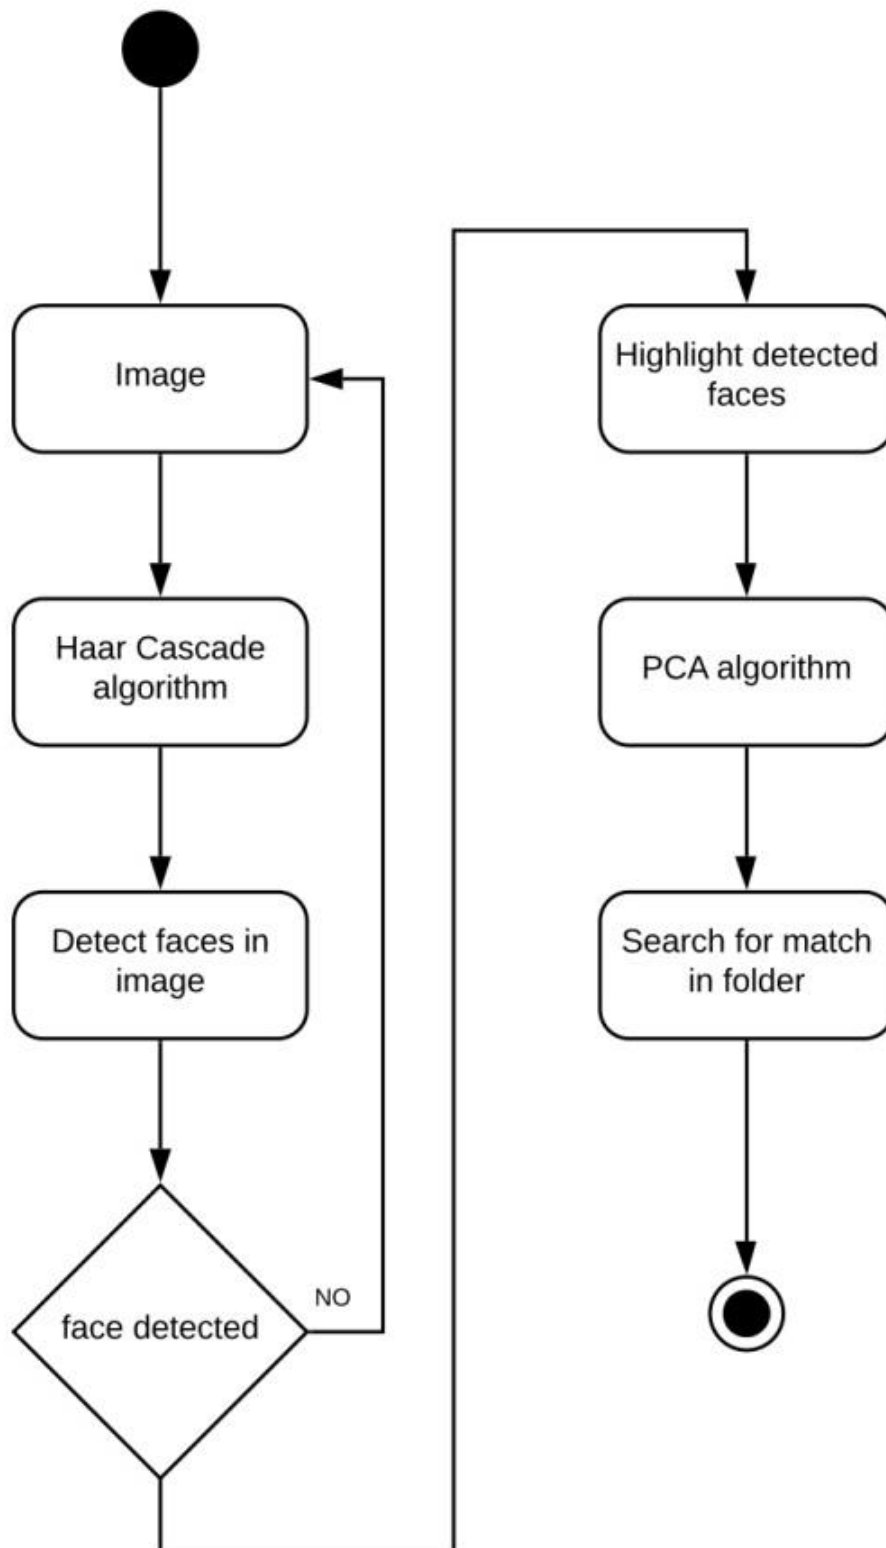 Image
Haar Cascade
algorithm
Detect faces in
image
face detected
NO
Highlight detected
faces
PCA algorithm
Search for match
in folder